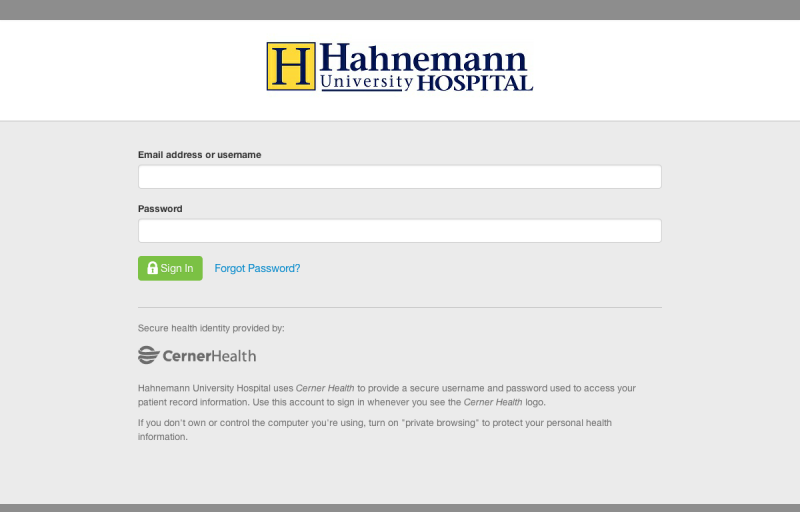 H Hahnemann
University HOSPITAL
Email address or username
Password
Sign In Forgot Password?
Secure health identity provided by:
CernerHealth
Hahnemann University Hospital uses Cerner Health to provide a secure username and password used to access your
patient record information. Use this account to sign in whenever you see the Cerner Health logo.
If you don't own or control the computer you're using, turn on "private browsing" to protect your personal health
information.